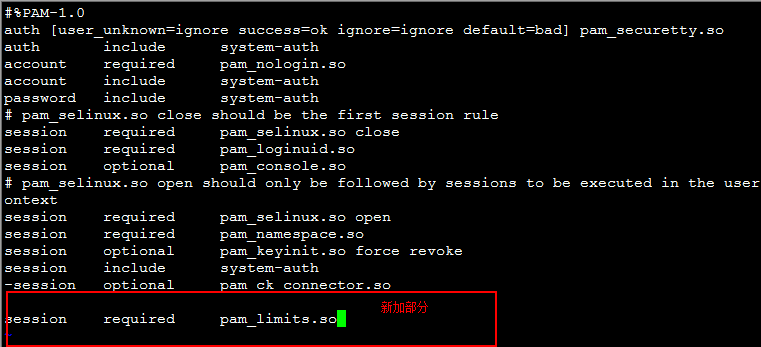 #%PAM-1.0
auth [user_unknown=ignore success=ok ignore=ignore default=bad] pam_securetty.so
auth       include      system-auth
account    required     pam_nologin.so
account    include      system-auth
password   include      system-auth
# pam_selinux.so close should be the first session rule
session    required     pam_selinux.so close
session    required     pam_loginuid.so
session    optional     pam_console.so
# pam_selinux.so open should only be followed by sessions to be executed in the user
ontext
session    required     pam_selinux.so open
session    required     pam_namespace.so
session    optional     pam_keyinit.so force revoke
session    include      system-auth
-session   optional     pam_ck_connector.so
新加部分
session    required     pam_limits.so